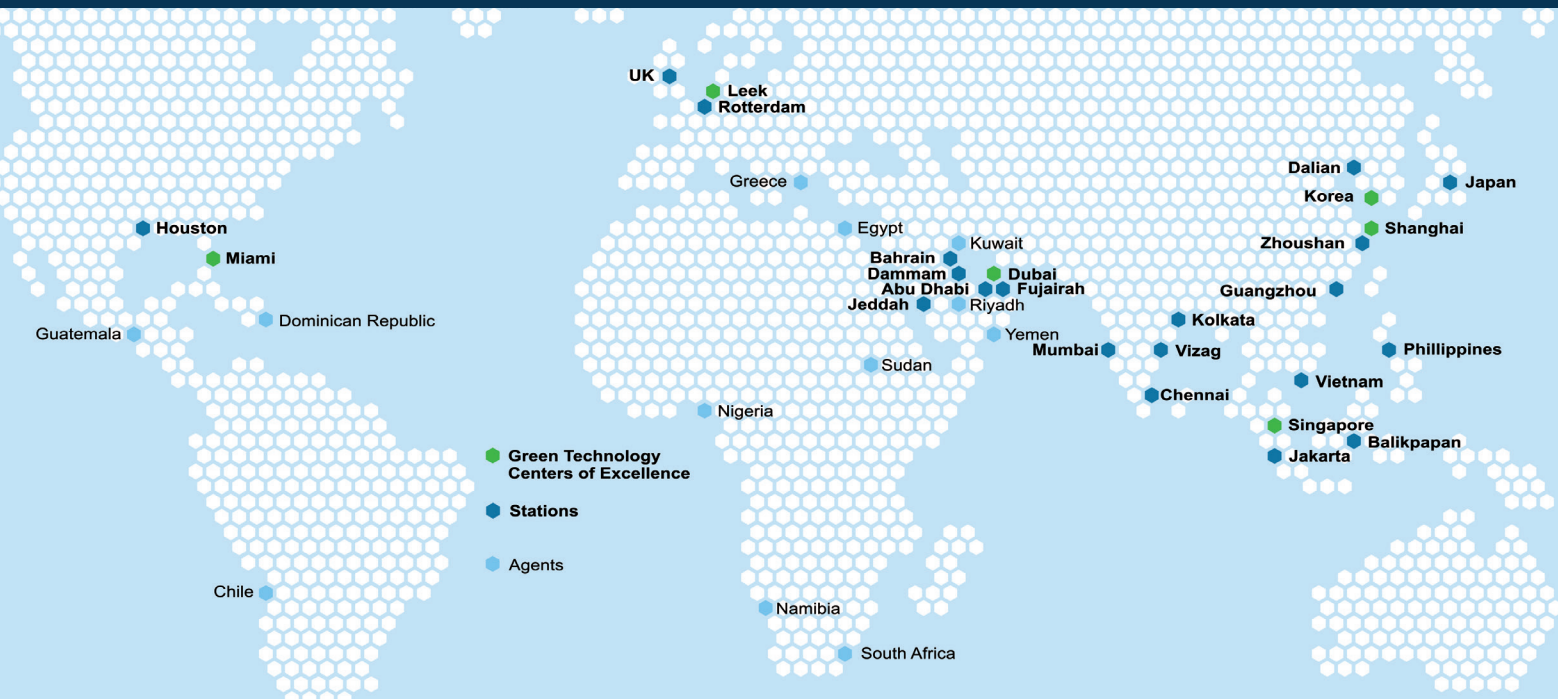 UK
Leek
Rotterdam
Dalian
Greece
Japan
Korea
Houston
Egypt
Shanghai
Kuwait
Zhoushan
Miami
Bahrain
Dammam
Dubai
Abu Dhabi
Fujairah
Guangzhou
Jeddah
Riyadh
Dominican Republic
Kolkata
Guatemala
Yemen
Mumbai
Vizag
Phillippines
Sudan
Vietnam
Chennai
Nigeria
Singapore
Balikpapan
Green Technology
Centers of Excellence
Jakarta
Stations
Agents
Chile
Namibia
South Africa